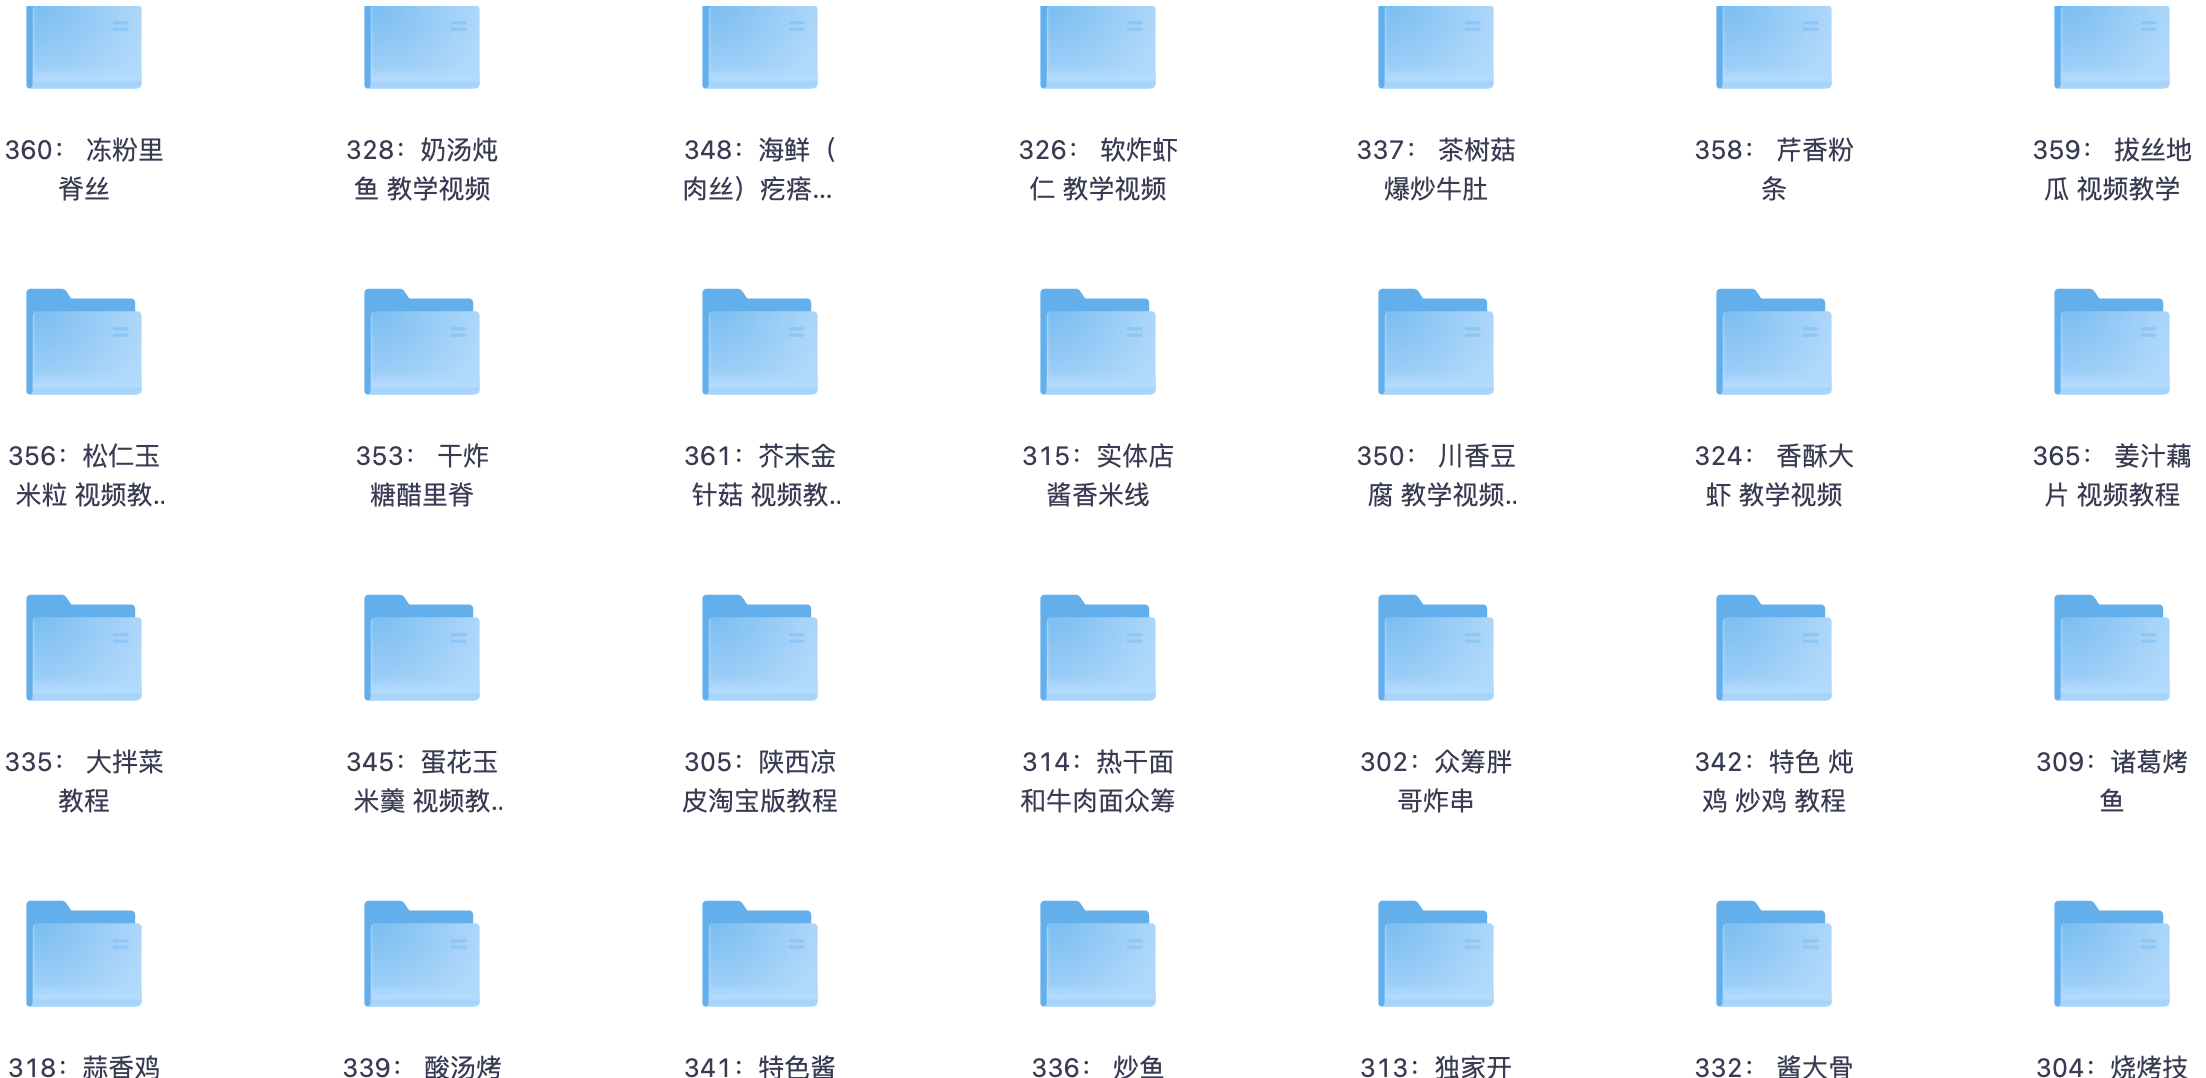 360： 冻粉里
脊丝
328：奶汤炖
鱼 教学视频
348：海鲜（
肉丝）疙瘩...
326： 软炸虾
仁 教学视频
337： 茶树菇
爆炒牛肚
358： 芹香粉
条
359： 拔丝地
瓜 视频教学
356：松仁玉
米粒 视频教..
353： 干炸
糖醋里脊
361：芥末金
针菇 视频教..
315：实体店
酱香米线
350： 川香豆
腐 教学视频..
324： 香酥大
虾 教学视频
365： 姜汁藕
片 视频教程
335： 大拌菜
教程
345：蛋花玉
米羹 视频教..
305：陕西凉
皮淘宝版教程
314：热干面
和牛肉面众筹
302：众筹胖
哥炸串
342：特色 炖
鸡 炒鸡 教程
309：诸葛烤
鱼
318：蒜香鸡
339： 酸汤烤
341：特色酱
336： 炒鱼
313：独家开
332： 酱大骨
304：烧烤技